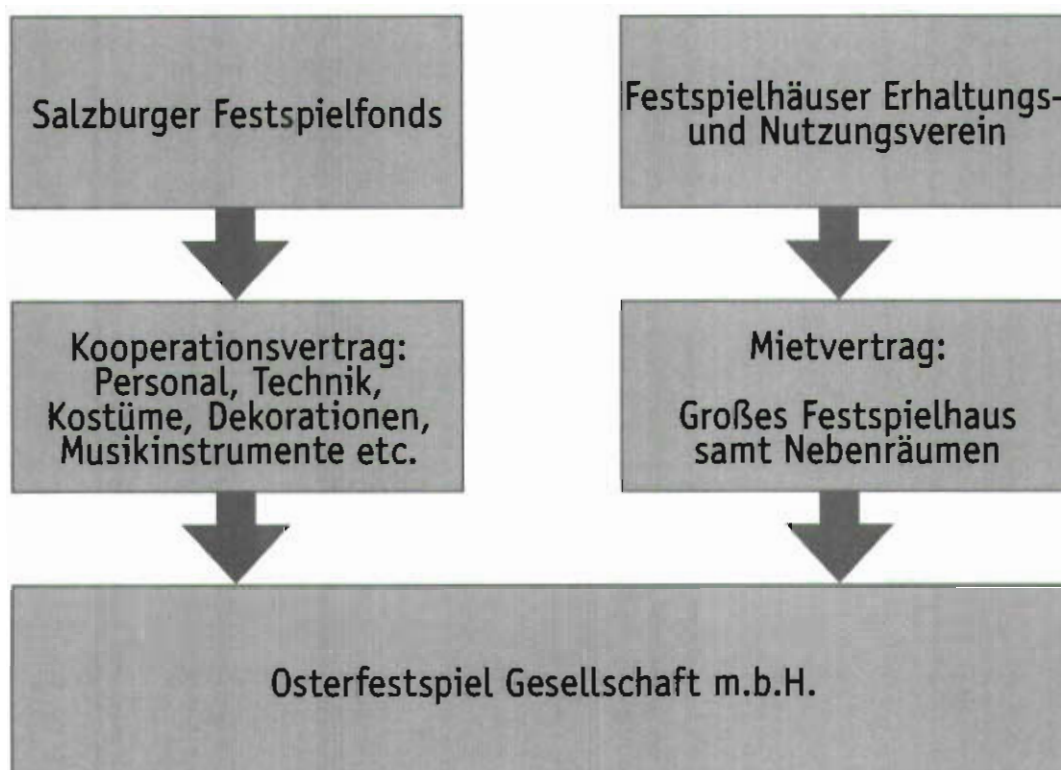 Salzburger Festspielfonds
Festspielhäuser Erhaltungs-
und Nutzungsverein
Kooperationsvertrag:
Personal, Technik,
Kostüme, Dekorationen,
Musikinstrumente etc.
Mietvertrag:
Großes Festspielhaus
samt Nebenräumen
Osterfestspiel Gesellschaft m.b.H.